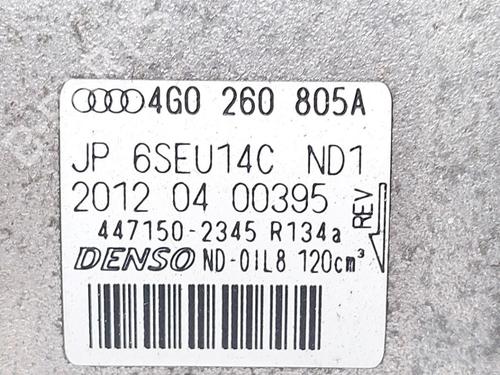 4G0 260 805A
JP 6SEU14C ND1
2012 04 00395
447150-2345 R134a
REV
DENSO ND-OIL8 120cm³